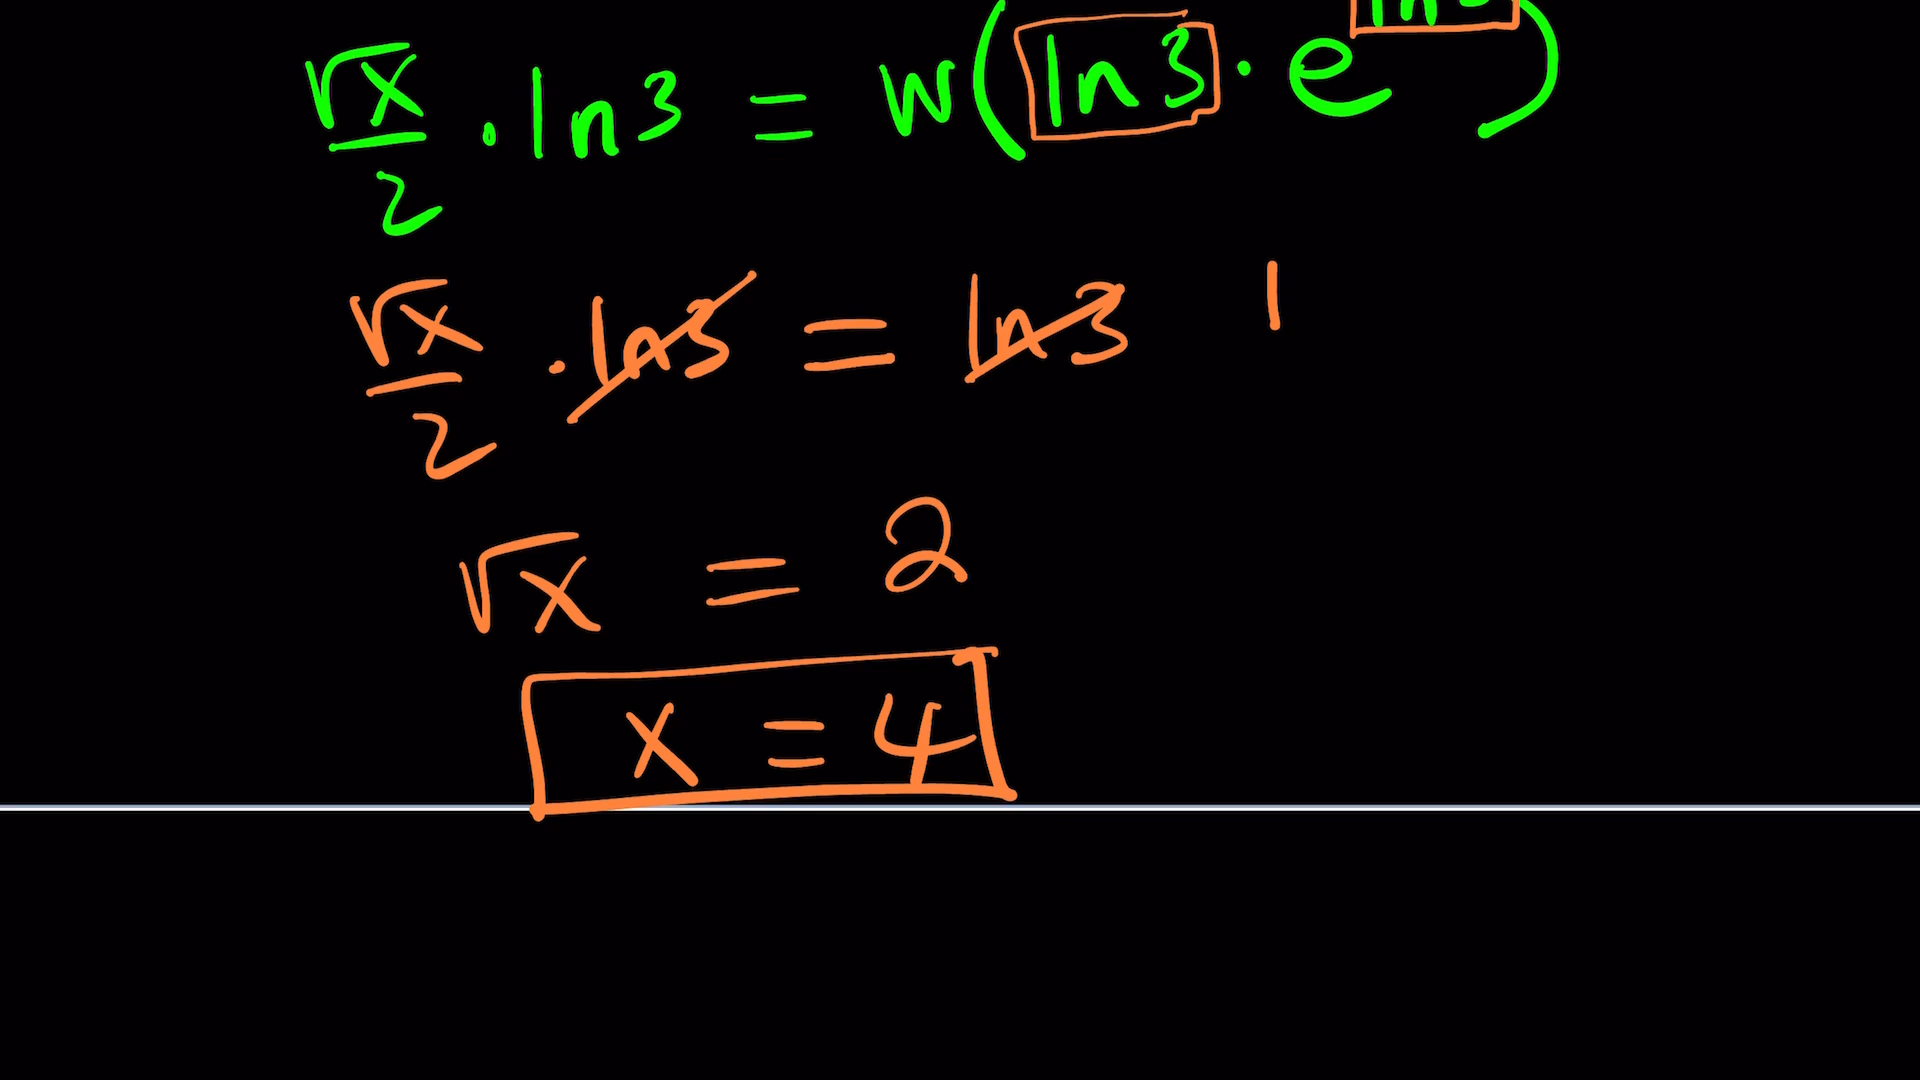 √x/2 · ln3 = W(ln3 · e^ln3)
√x/2 · ln3 = ln3 1
√x = 2
x = 4